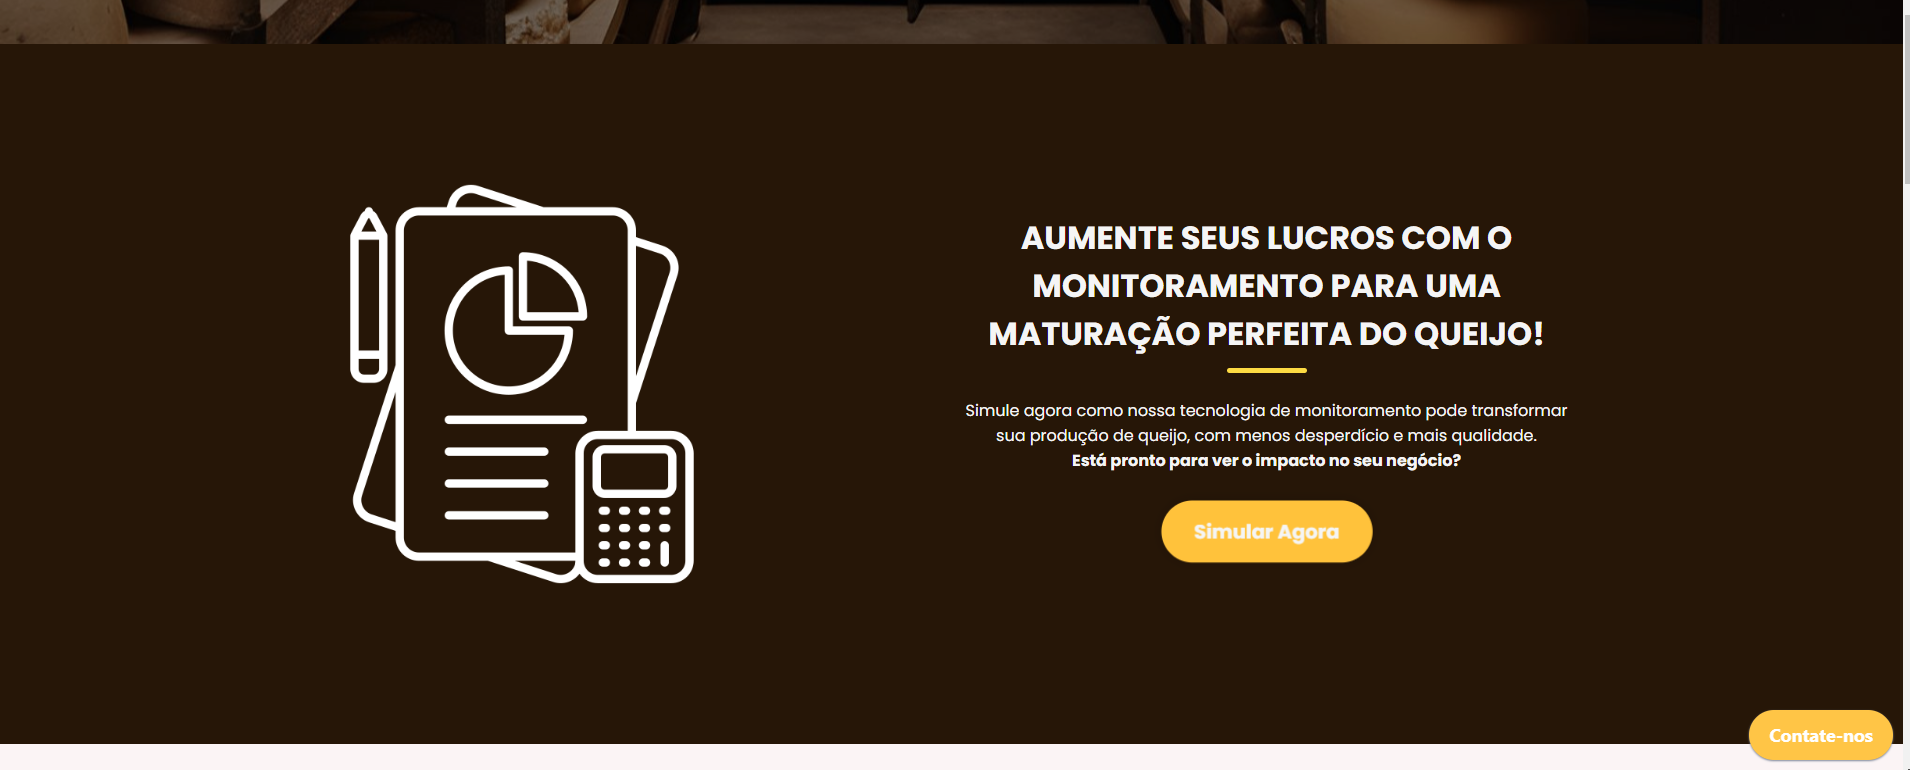 AUMENTE SEUS LUCROS COM O
MONITORAMENTO PARA UMA
MATURAÇÃO PERFEITA DO QUEIJO!
Simule agora como nossa tecnologia de monitoramento pode transformar
sua produção de queijo, com menos desperdício e mais qualidade.
Está pronto para ver o impacto no seu negócio?
Simular Agora
Contate-nos